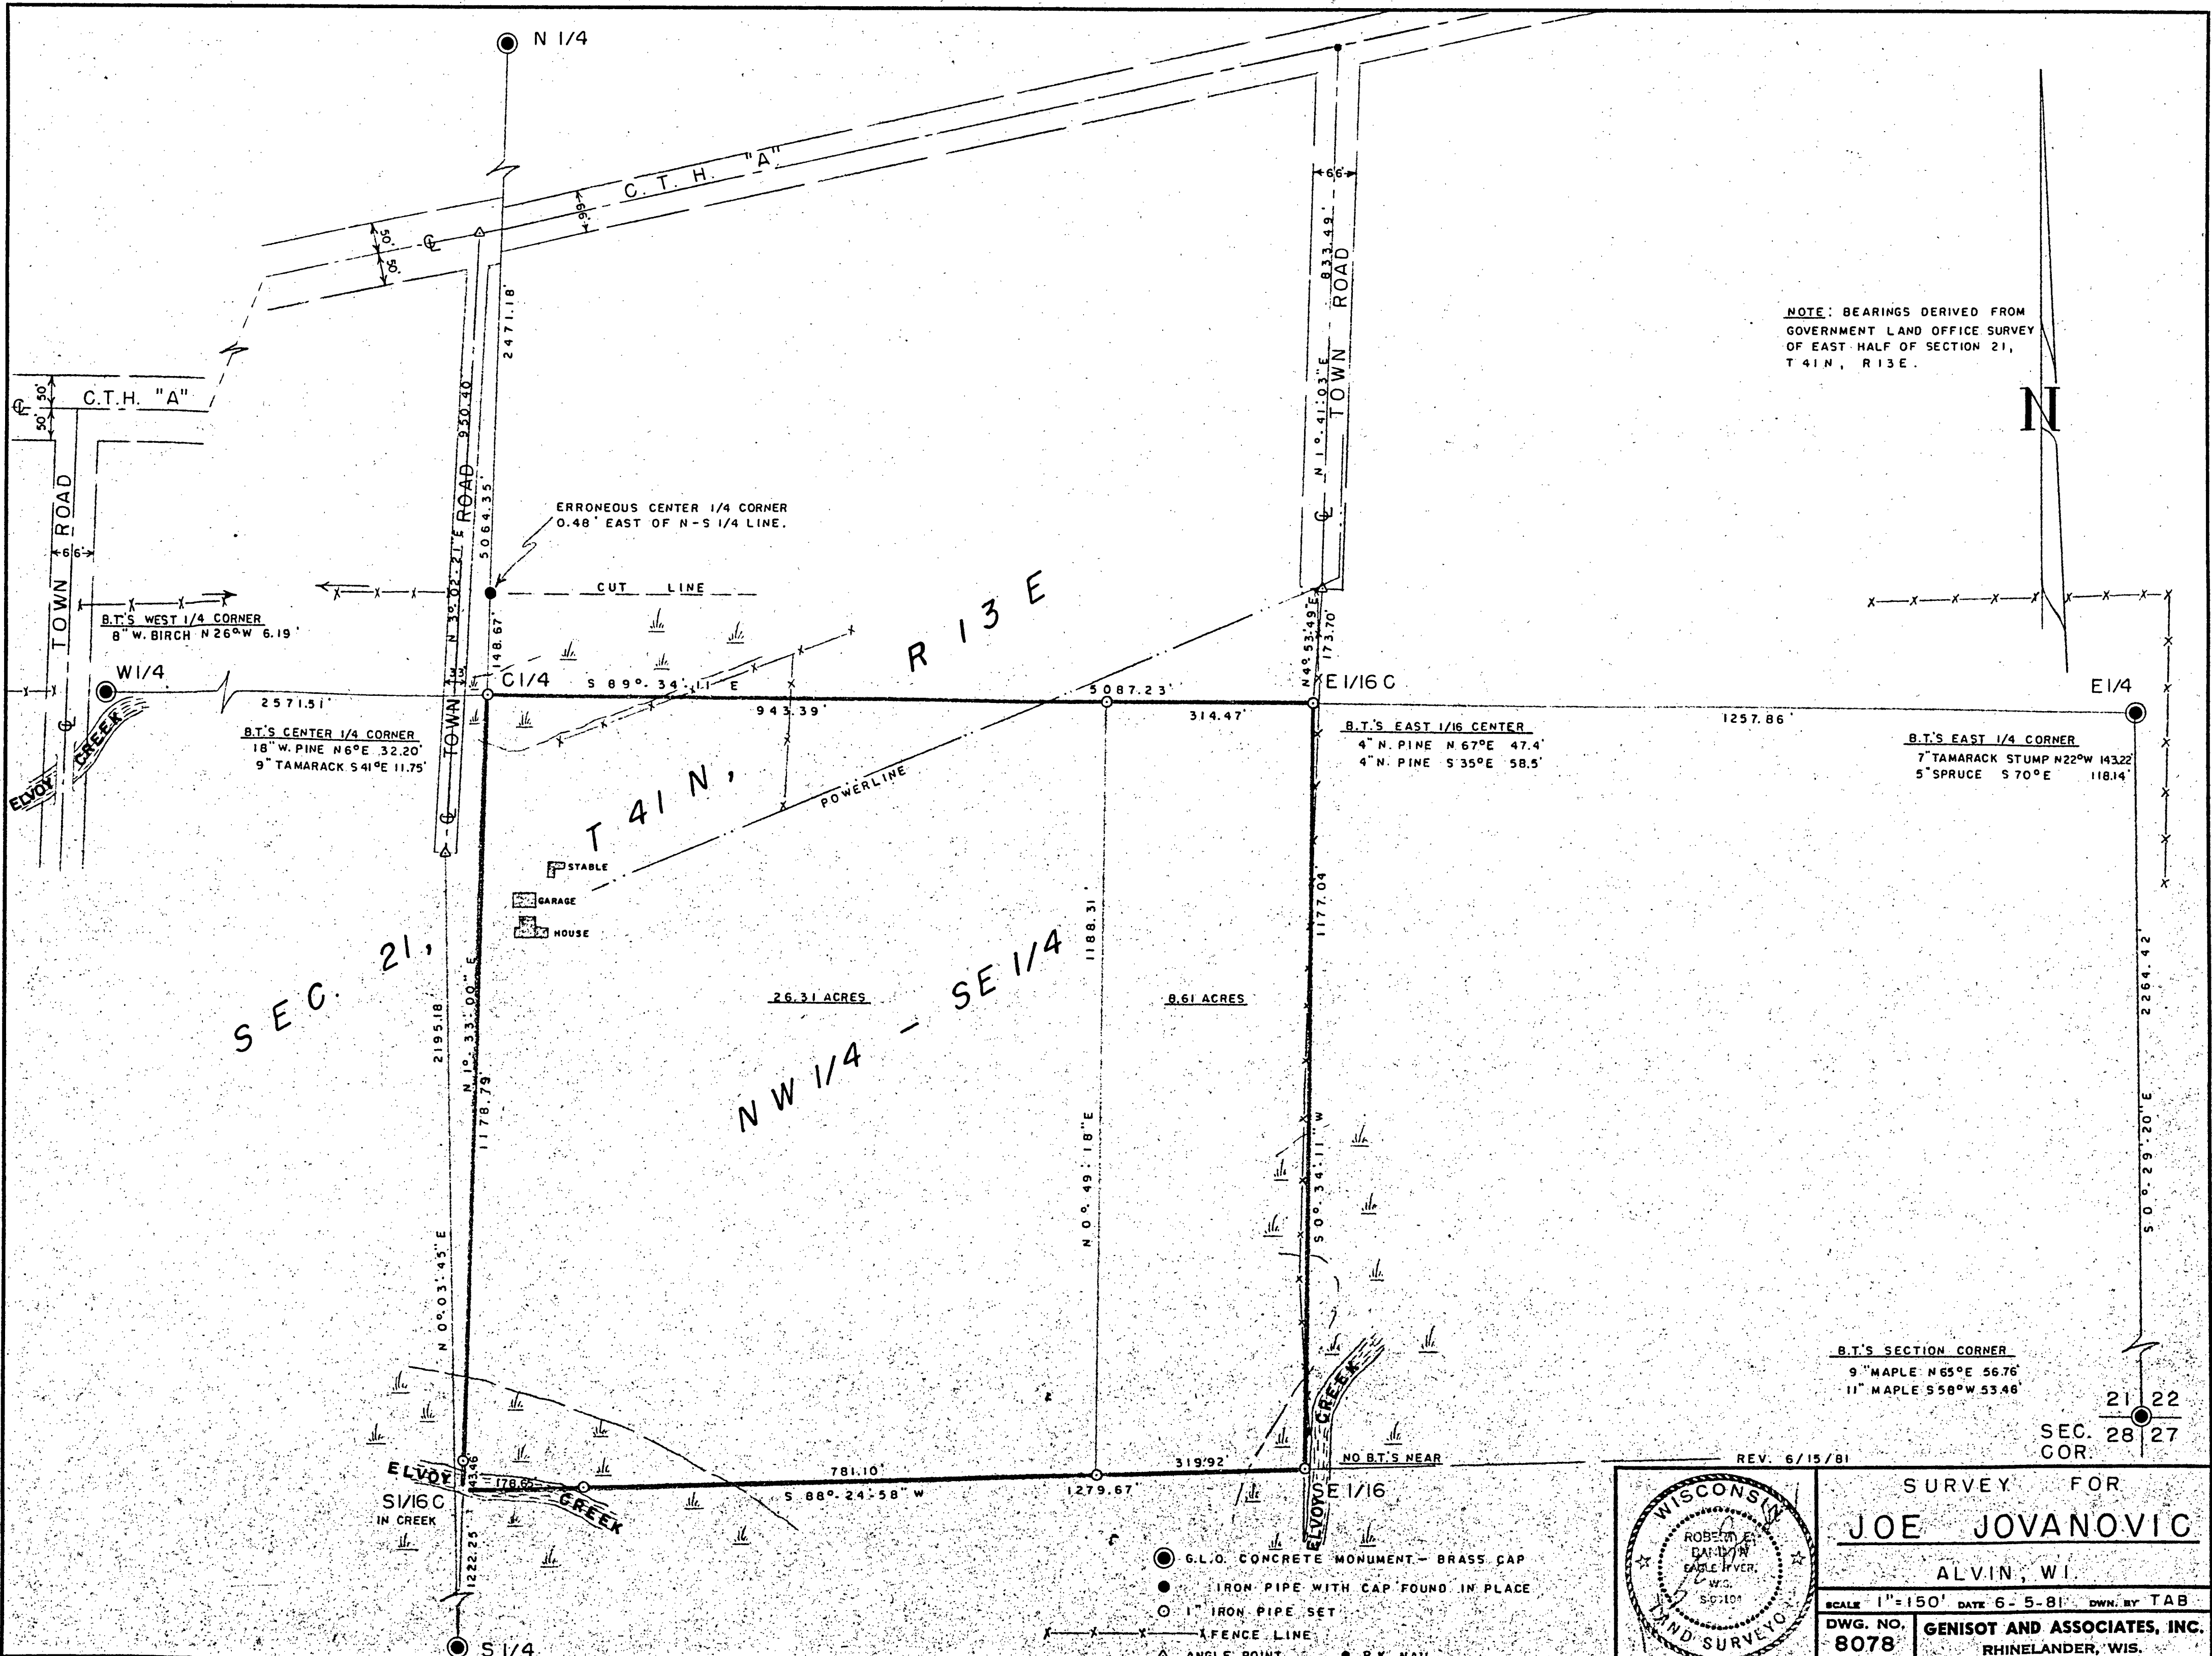 N 1/4
C. T. H. "A"
66'
50'
50'
℄
66'
833.49'
TOWN ROAD
N 1°-41'-03" E
℄
NOTE: BEARINGS DERIVED FROM
GOVERNMENT LAND OFFICE SURVEY
OF EAST HALF OF SECTION 21,
T 41 N, R 13 E.
N
2471.18'
C.T.H. "A"
℄
50' 50'
50'
TOWN ROAD
66'
℄
950.40'
N 3°-02'-21" E
ROAD
5064.35'
ERRONEOUS CENTER 1/4 CORNER
0.48' EAST OF N-S 1/4 LINE.
CUT LINE
B.T.'S WEST 1/4 CORNER
8" W. BIRCH N 26° W 6.19'
148.67'
R 13 E
N 4°-53'-49" E
173.70'
W 1/4
33'
C 1/4
S 89°-34'-11 E
5087.23'
E 1/16 C
E 1/4
2571.51'
943.39'
314.47'
1257.86'
B.T.'S CENTER 1/4 CORNER
18" W. PINE N 6° E 32.20'
9" TAMARACK S 41° E 11.75'
TOWN
℄
B.T.'S EAST 1/16 CENTER
4" N. PINE N 67° E 47.4'
4" N. PINE S 35° E 58.5'
B.T.'S EAST 1/4 CORNER
7" TAMARACK STUMP N 22° W 143.22'
5" SPRUCE S 70° E 118.14'
ELVOY CREEK
T 41 N,
POWERLINE
STABLE
GARAGE
HOUSE
1188.31'
1177.04'
SEC. 21,
2264.42'
26.31 ACRES
8.61 ACRES
NW 1/4 - SE 1/4
2195.18'
N 1°-33'-00" E
1178.79'
N 0°-49'-18" E
S 0°-34'-11" W
S 0°-29'-20" E
N 0°-03'-45" E
B.T.'S SECTION CORNER
9" MAPLE N 65° E 56.76'
11" MAPLE S 58° W 53.46'
21 22
SEC. 28 27
COR.
ELVOY CREEK
43.46'
178.65'
781.10'
S 88°-24'-58" W
1279.67'
319.92'
NO B.T.'S NEAR
SE 1/16
ELVOY CREEK
S 1/16 C
IN CREEK
1222.25
S 1/4
REV. 6/15/81
G.L.O. CONCRETE MONUMENT - BRASS CAP
IRON PIPE WITH CAP FOUND IN PLACE
1" IRON PIPE SET
FENCE LINE
ANGLE POINT
P.K. NAIL
WISCONSIN
ROBERT E.
EAGLE RIVER,
WIS.
LAND SURVEYOR
SURVEY FOR
JOE JOVANOVIC
ALVIN, WI.
SCALE 1"=150' DATE 6-5-81 DWN. BY TAB
DWG. NO.
8078
GENISOT AND ASSOCIATES, INC.
RHINELANDER, WIS.